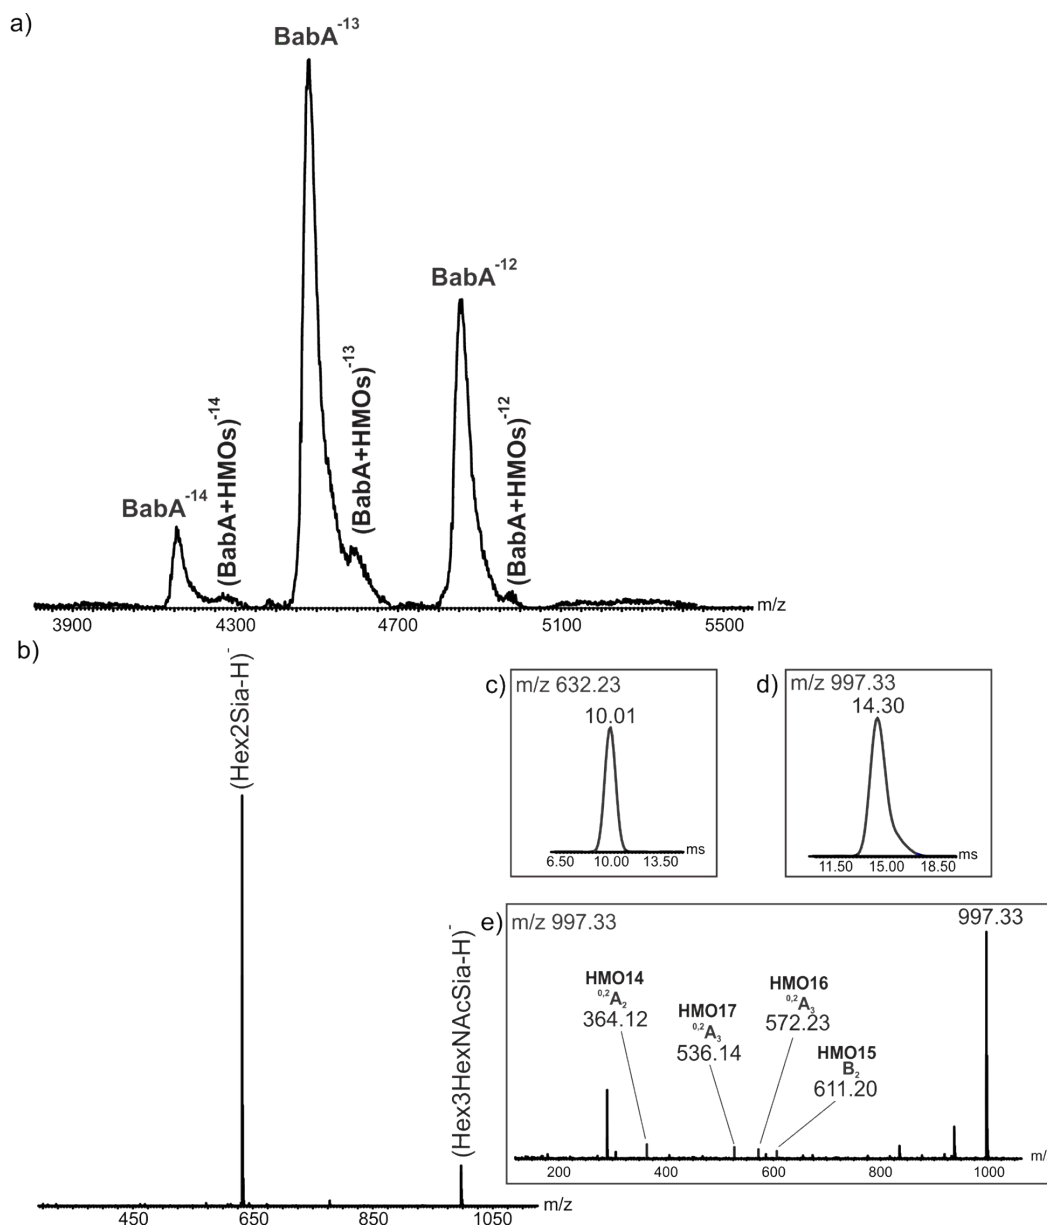 a)
BabA-13
BabA-12
(BabA+HMOs)-13
(BabA+HMOs)-14
(BabA+HMOs)-12
BabA-14
m/z
3900 4300 4700 5100 5500
b)
(Hex2Sia-H)-
(Hex3HexNAcSia-H)-
450 650 850 1050
m/z
c) m/z 632.23
10.01
ms
6.50 10.00 13.50
d) m/z 997.33
14.30
ms
11.50 15.00 18.50
e) m/z 997.33
997.33
HMO14
0,2A2
364.12
HMO17
0,2A3
536.14
HMO16
0,2A3
572.23
HMO15
B2
611.20
200 400 600 800 1000